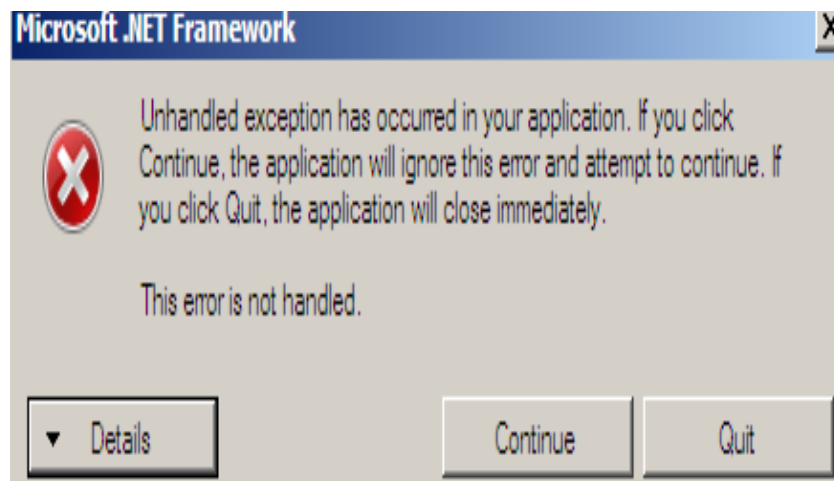 Microsoft .NET Framework
X
Unhandled exception has occurred in your application. If you click
Continue, the application will ignore this error and attempt to continue. If
you click Quit, the application will close immediately.
This error is not handled.
Details
Continue
Quit